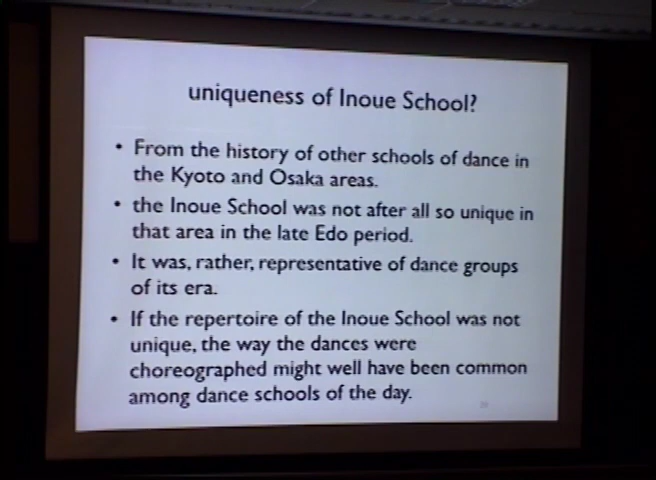 uniqueness of Inoue School?
• From the history of other schools of dance in
the Kyoto and Osaka areas.
• the Inoue School was not after all so unique in
that area in the late Edo period.
• It was, rather, representative of dance groups
of its era.
• If the repertoire of the Inoue School was not
unique, the way the dances were
choreographed might well have been common
among dance schools of the day.